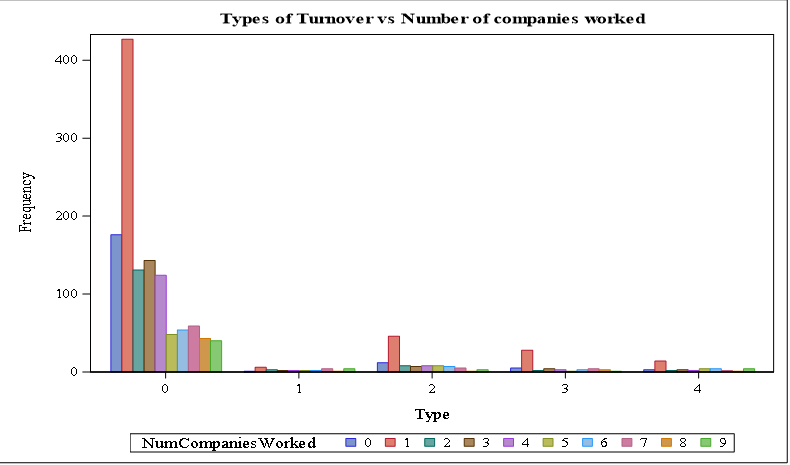 Types of Turnover vs Number of companies worked
400
300
200
100
0
Frequency
0 1 2 3 4
Type
NumCompaniesWorked 0 1 2 3 4 5 6 7 8 9